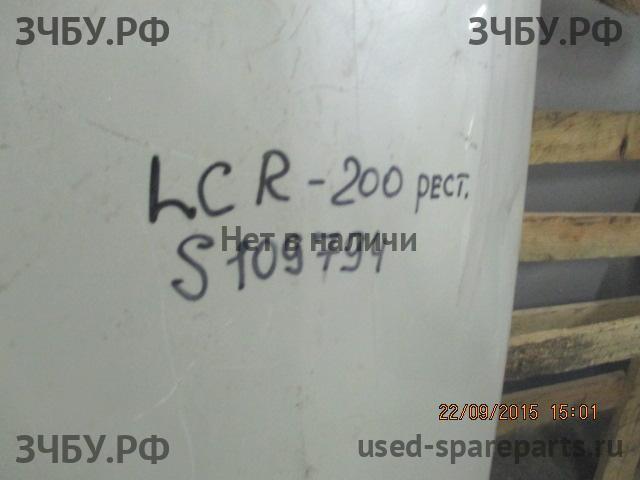 ЗЧБУ.РФ ЗЧБУ.РФ
LCR-200 РЕСТ.
Нет в наличи
S109791
22/09/2015 15:01
ЗЧБУ.РФ used-spareparts.ru